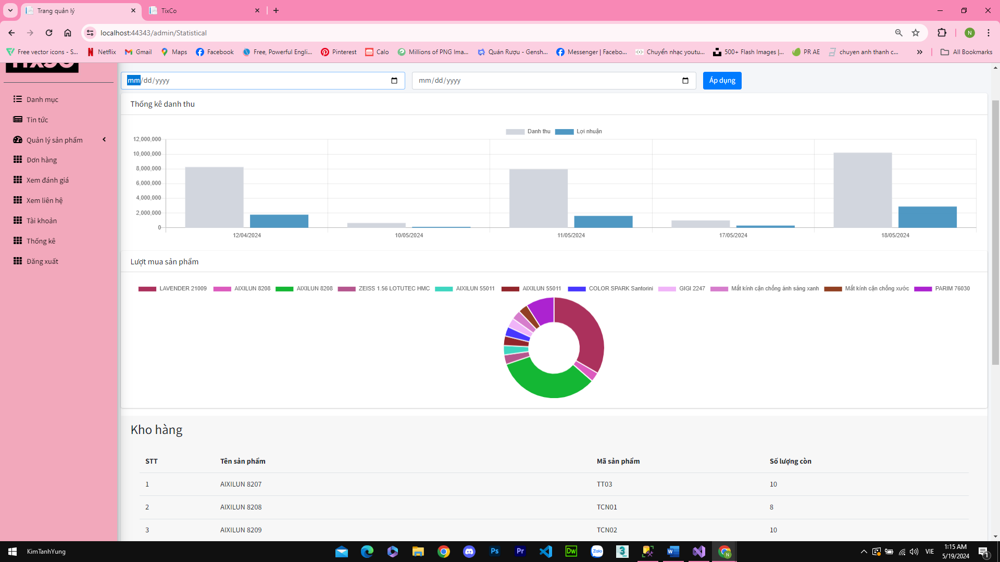 Trang quản lý
TixCo
localhost:44343/admin/Statistical
N
Free vector icons - S...
Netflix
Gmail
Maps
Facebook
Free, Powerful Engli...
Pinterest
Calo
Millions of PNG Ima...
Quán Rượu - Gensh...
Messenger | Facebo...
Chuyển nhạc youtu...
500+ Flash Images |...
PR AE
chuyen anh thanh c...
All Bookmarks
mm/dd/yyyy
mm/dd/yyyy
Áp dụng
Danh mục
Tin tức
Quản lý sản phẩm
Đơn hàng
Xem đánh giá
Xem liên hệ
Tài khoản
Thống kê
Đăng xuất
Thống kê danh thu
Danh thu
Lợi nhuận
12,000,000
10,000,000
8,000,000
6,000,000
4,000,000
2,000,000
0
12/04/2024
10/05/2024
11/05/2024
17/05/2024
18/05/2024
Lượt mua sản phẩm
LAVENDER 21009
AIXILUN 8208
AIXILUN 8208
ZEISS 1.56 LOTUTEC HMC
AIXILUN 55011
AIXILUN 55011
COLOR SPARK Santorini
GIGI 2247
Mắt kính cận chống ánh sáng xanh
Mắt kính cận chống xước
PARIM 76030
Kho hàng
STT Tên sản phẩm Mã sản phẩm Số lượng còn
1 AIXILUN 8207 TT03 10
2 AIXILUN 8208 TCN01 8
3 AIXILUN 8209 TCN02 10
KimTanhYung
Ps
Pr
Dw
Zalo
3
W
N
VIE
1:15 AM
5/19/2024
1